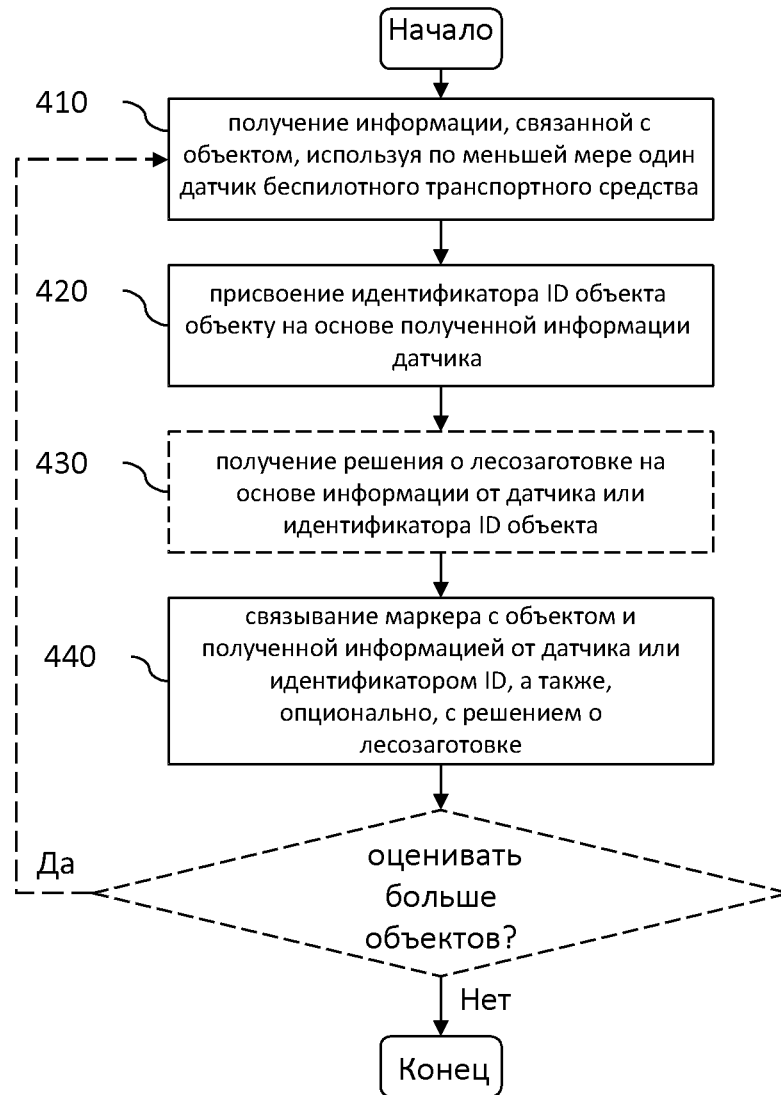 Начало
410
получение информации, связанной с
объектом, используя по меньшей мере один
датчик беспилотного транспортного средства
420
присвоение идентификатора ID объекта
объекту на основе полученной информации
датчика
430
получение решения о лесозаготовке на
основе информации от датчика или
идентификатора ID объекта
440
связывание маркера с объектом и
полученной информацией от датчика или
идентификатором ID, а также,
опционально, с решением о
лесозаготовке
Да
оценивать
больше
объектов?
Нет
Конец